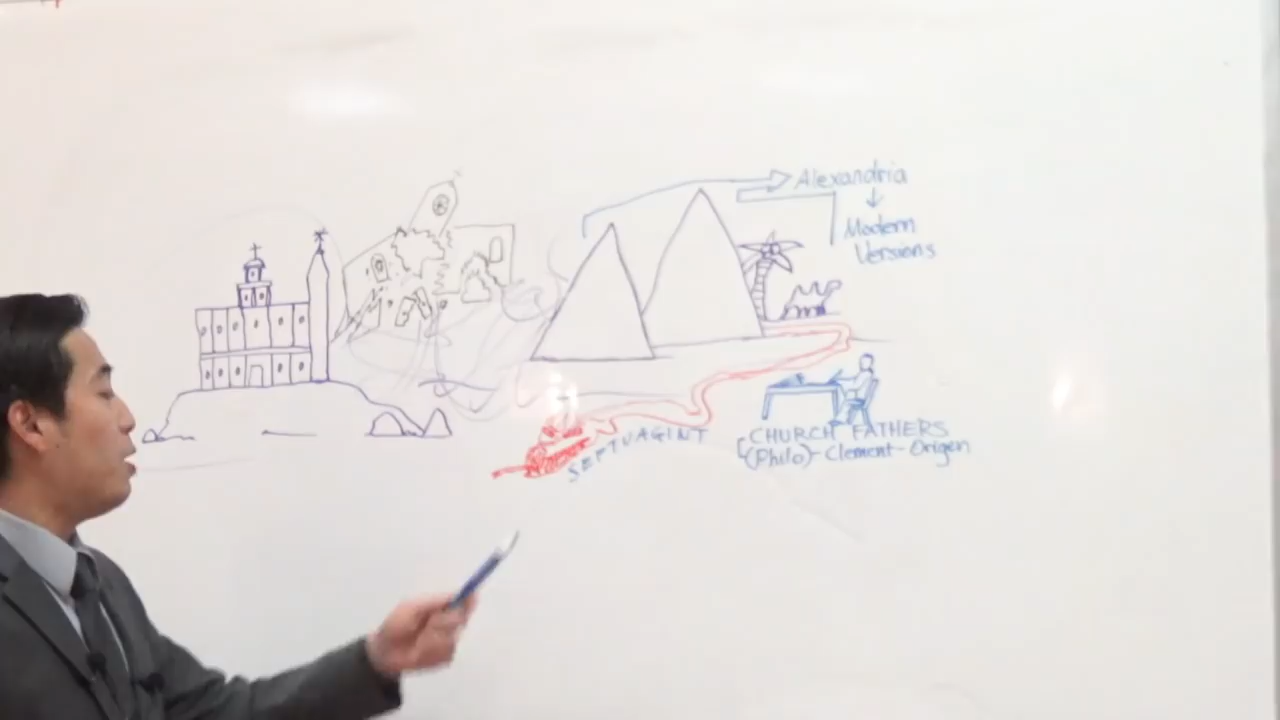 Alexandria
Modern
Versions
SEPTUAGINT
CHURCH FATHERS
(Philo)-Clement-Origen